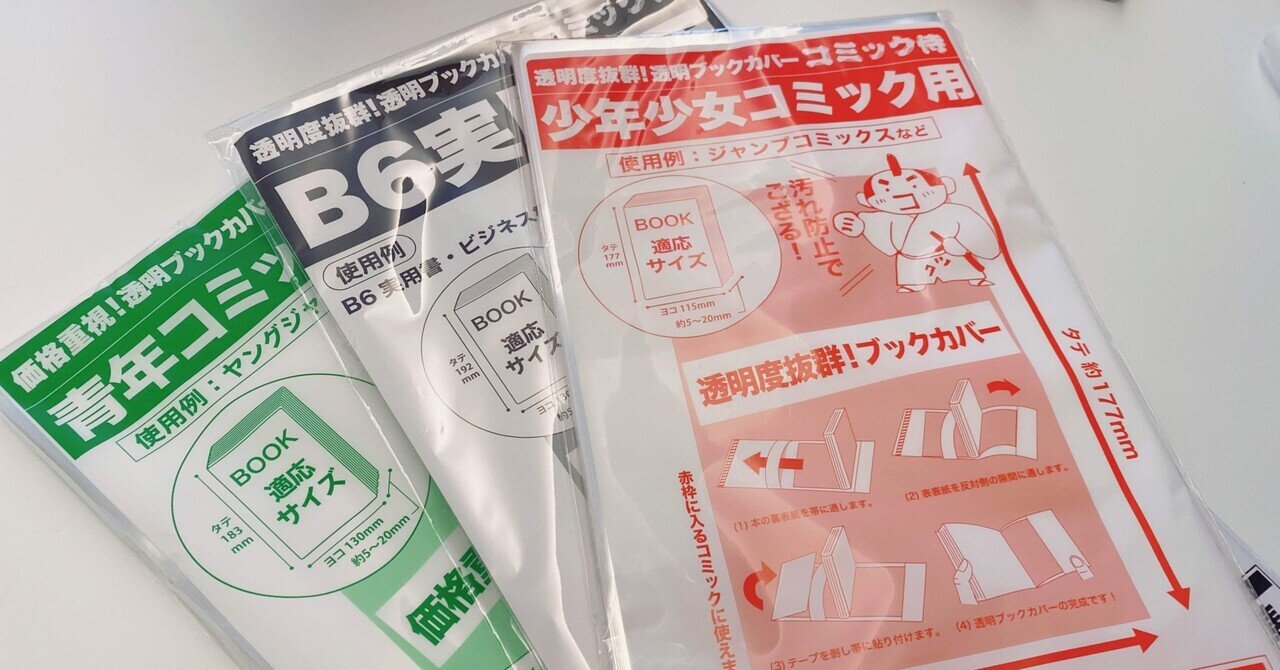 透明度抜群!透明ブックカバー コミック侍
少年少女コミック用
使用例:ジャンプコミックスなど
BOOK
適応
サイズ
タテ
177
mm
ヨコ 115mm
約5~20mm
汚れ防止で
ござる!
ミ
クッ
タテ 約177mm
透明度抜群!ブックカバー
(1) 本の裏表紙を帯に通します。
(2) 表表紙を反対側の隙間に通します。
(3) テープを剥し帯に貼り付けます。
(4) 透明ブックカバーの完成です!
赤枠に入るコミックに使えま
透明度抜群!透明ブックカバ
B6実
使用例
B6 実用書・ビジネス
BOOK
適応
サイズ
タテ
192
mm
ヨコ
約5
価格重視!透明ブックカバ
青年コミッ
使用例:ヤングジャ
BOOK
適応
サイズ
タテ
183
mm
ヨコ 130mm
約5~20mm
価格重